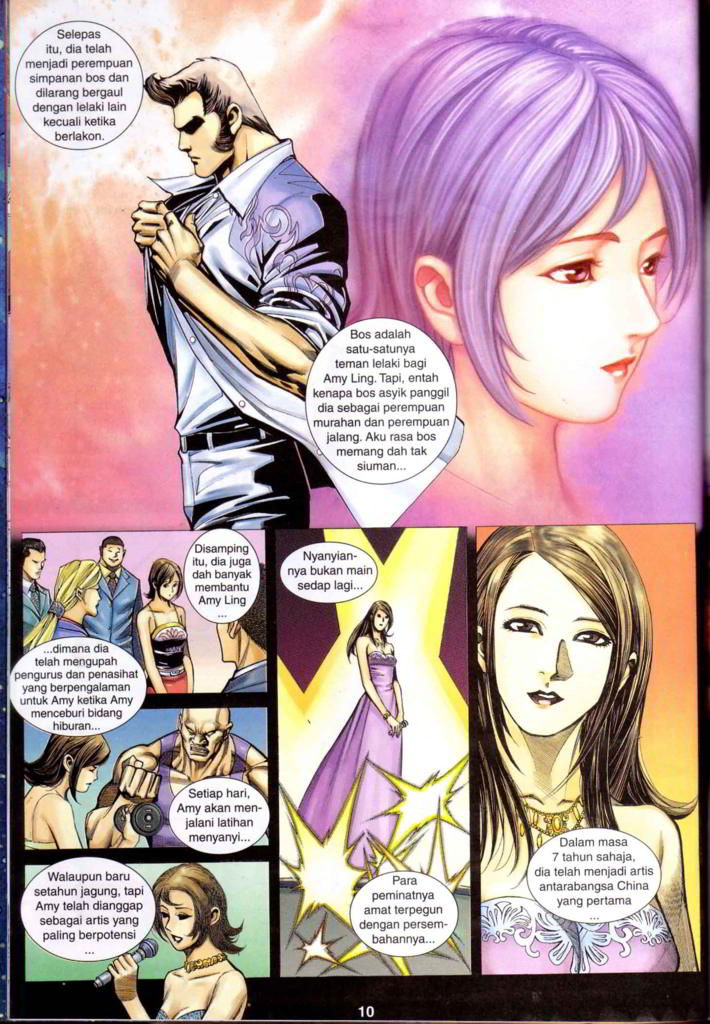 Selepas
itu, dia telah
menjadi perempuan
simpanan bos dan
dilarang bergaul
dengan lelaki lain
kecuali ketika
berlakon.
Bos adalah
satu-satunya
teman lelaki bagi
Amy Ling. Tapi, entah
kenapa bos asyik panggil
dia sebagai perempuan
murahan dan perempuan
jalang. Aku rasa bos
memang dah tak
siuman...
Disamping
itu, dia juga
dah banyak
membantu
Amy Ling
...
...dimana dia
telah mengupah
pengurus dan penasihat
yang berpengalaman
untuk Amy ketika Amy
menceburi bidang
hiburan...
Setiap hari,
Amy akan men-
jalani latihan
menyanyi...
Walaupun baru
setahun jagung, tapi
Amy telah dianggap
sebagai artis yang
paling berpotensi
...
Nyanyian-
nya bukan main
sedap lagi...
Para
peminatnya
amat terpegun
dengan persem-
bahannya...
Dalam masa
7 tahun sahaja,
dia telah menjadi artis
antarabangsa China
yang pertama
...
10